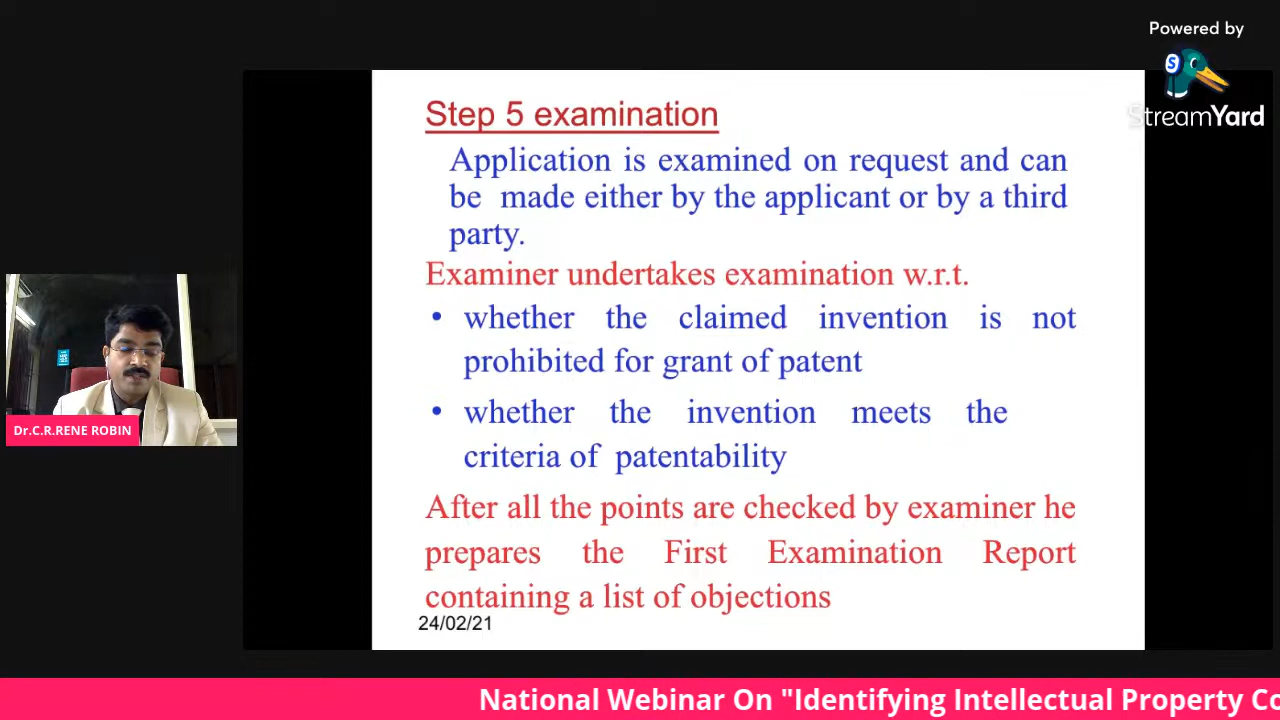 Powered by
StreamYard
Step 5 examination
Application is examined on request and can
be made either by the applicant or by a third
party.
Examiner undertakes examination w.r.t.
• whether the claimed invention is not
prohibited for grant of patent
• whether the invention meets the
criteria of patentability
After all the points are checked by examiner he
prepares the First Examination Report
containing a list of objections
24/02/21
Dr.C.R.RENE ROBIN
National Webinar On "Identifying Intellectual Property Co